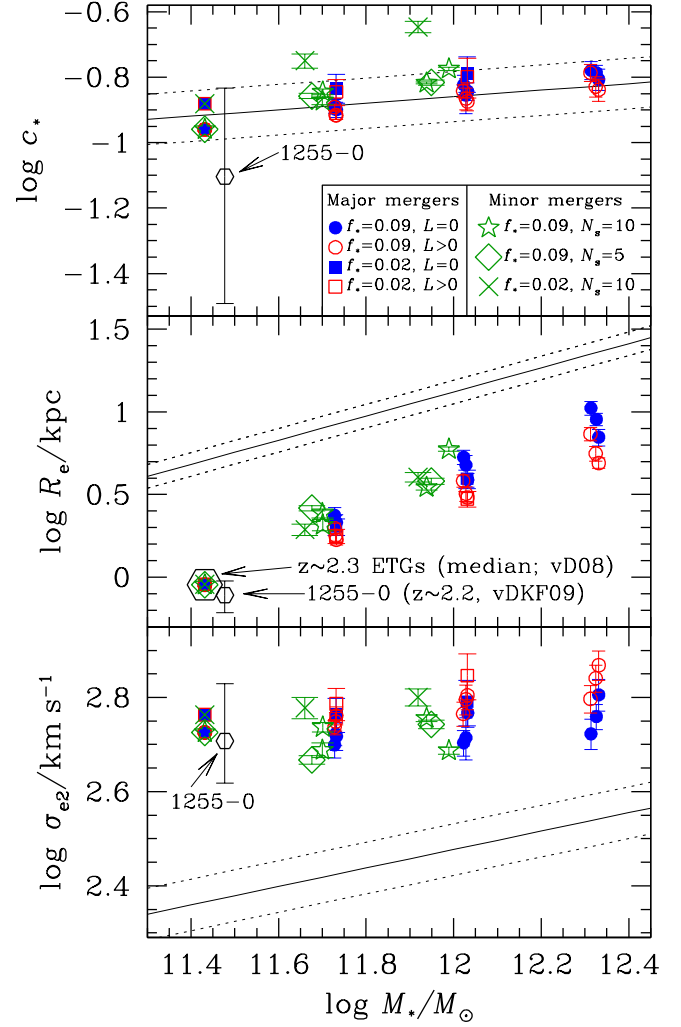 −0.6
−0.8
−1
−1.2
−1.4
log c*
1255−0
Major mergers
f*=0.09, L=0
f*=0.09, L>0
f*=0.02, L=0
f*=0.02, L>0
Minor mergers
f*=0.09, Ns=10
f*=0.09, Ns=5
f*=0.02, Ns=10
1.5
1
0.5
0
log Re/kpc
z~2.3 ETGs (median; vD08)
1255−0 (z~2.2, vDKF09)
2.8
2.6
2.4
log σe2/km s−1
1255−0
11.4 11.6 11.8 12 12.2 12.4
log M*/M⊙